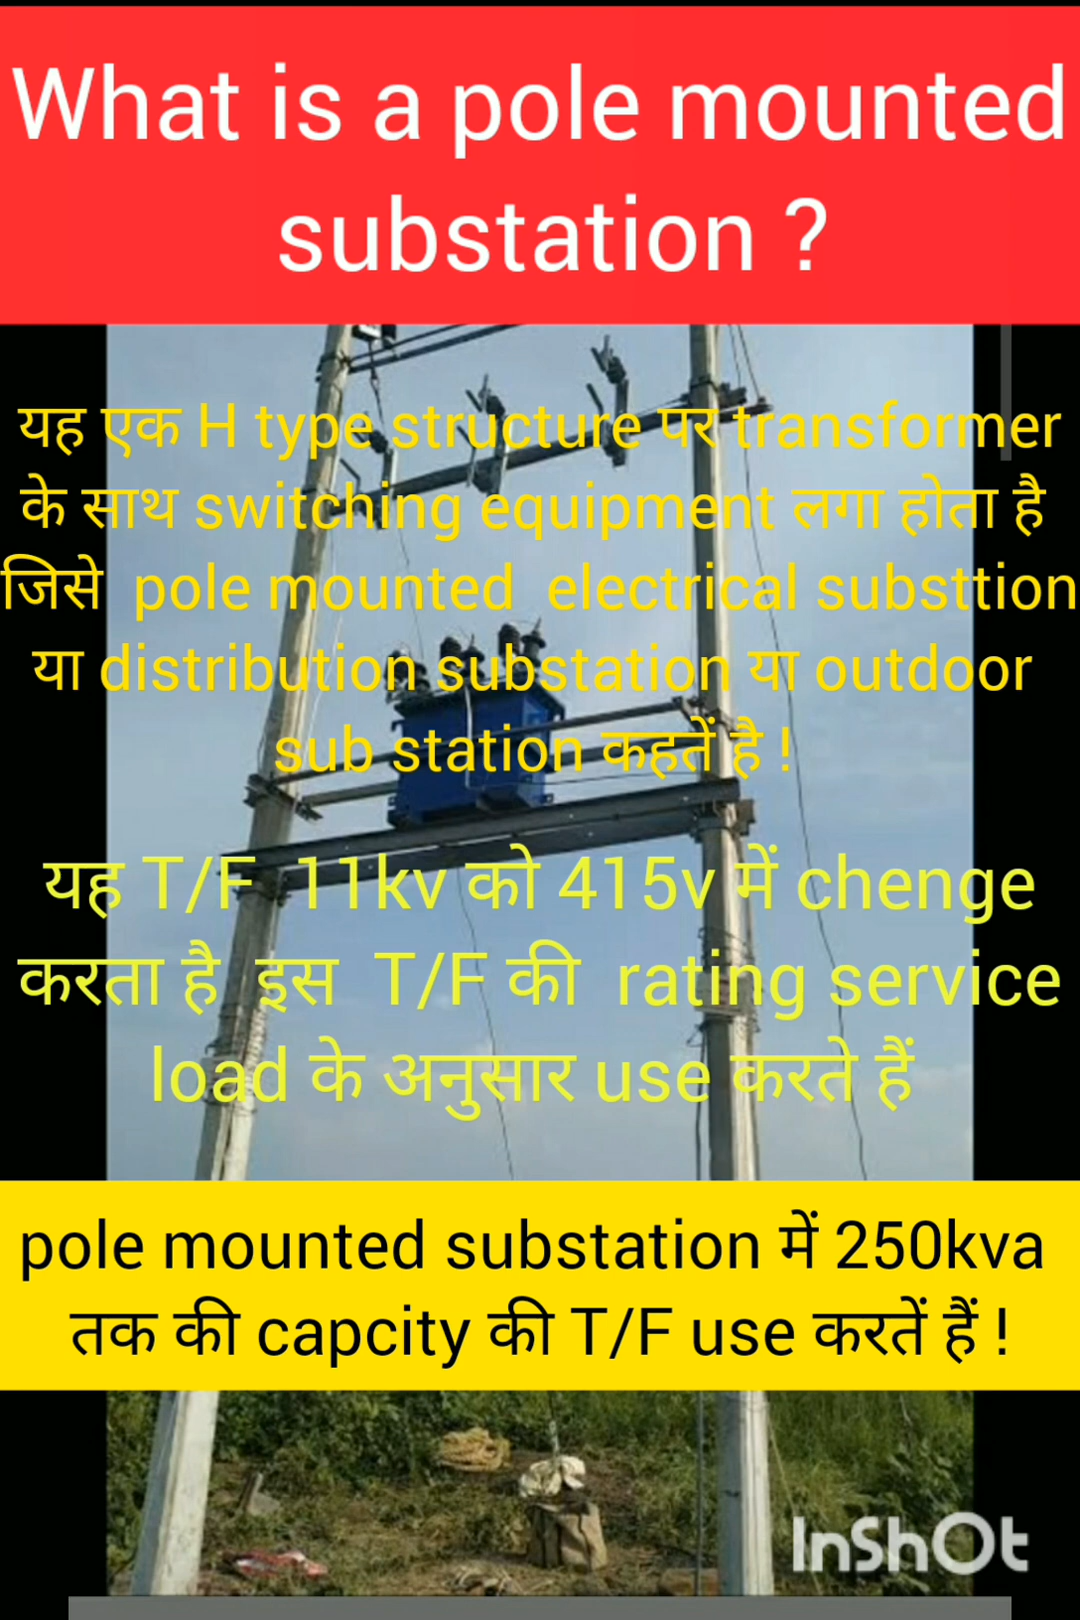 What is a pole mounted
substation ?
यह एक H type structure पर transformer
के साथ switching equipment लगा होता है
जिसे pole mounted electrical substtion
या distribution substation या outdoor
sub station कहतें है !
यह T/F 11kv को 415v में chenge
करता है इस T/F की rating service
load के अनुसार use करते हैं
pole mounted substation में 250kva
तक की capcity की T/F use करतें हैं !
InShOt